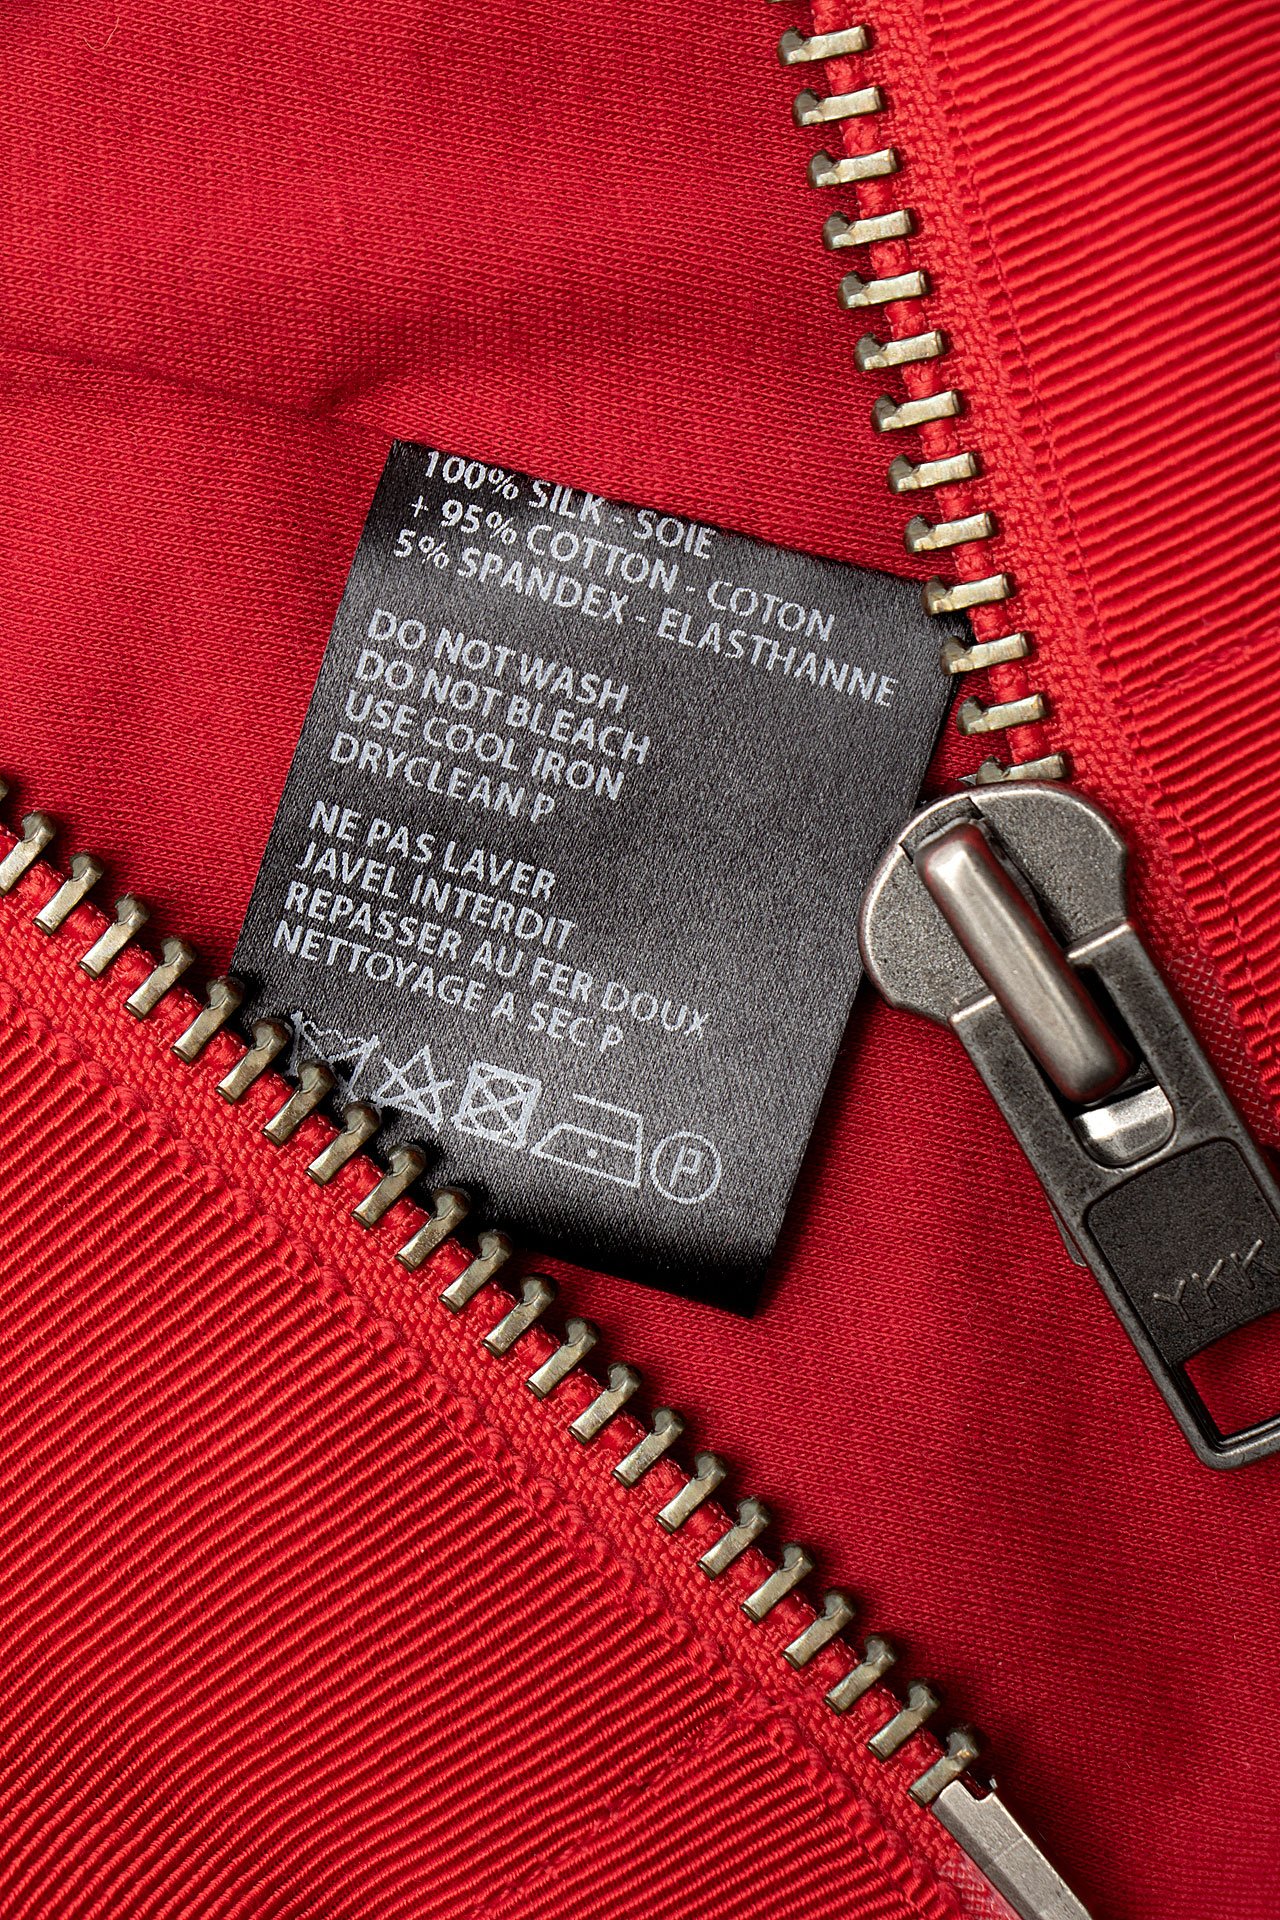 100% SILK - SOIE
+ 95% COTTON - COTON
5% SPANDEX - ELASTHANNE
DO NOT WASH
DO NOT BLEACH
USE COOL IRON
DRYCLEAN P
NE PAS LAVER
JAVEL INTERDIT
REPASSER AU FER DOUX
NETTOYAGE A SEC P
P
YKK